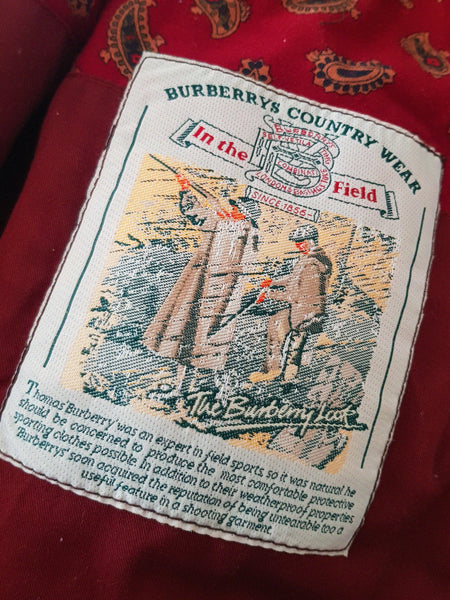 BURBERRYS COUNTRY WEAR
BURBERRY
In the
Field
SINCE 1856
The Burberry Look
Thomas Burberry was an expert in field sports, so it was natural he
should be concerned to produce the most comfortable protective
sporting clothes possible. In addition to their weatherproof properties
'Burberrys' soon acquired the reputation of being untearable too a
useful feature in a shooting garment.